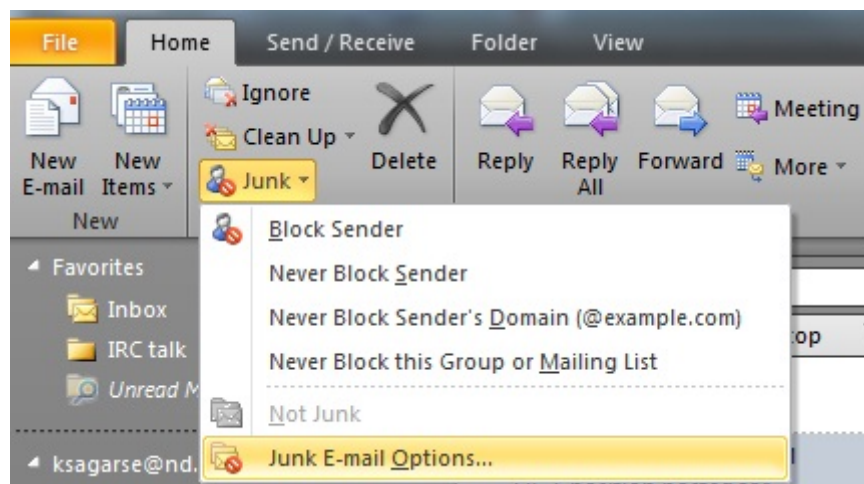 File Home Send / Receive Folder View
Ignore
Clean Up
Junk
New E-mail
New Items
Delete
Reply
Reply All
Forward
Meeting
More
New
Block Sender
Never Block Sender
Never Block Sender's Domain (@example.com)
Never Block this Group or Mailing List
Not Junk
Junk E-mail Options...
Favorites
Inbox
IRC talk
Unread
ksagarse@nd.